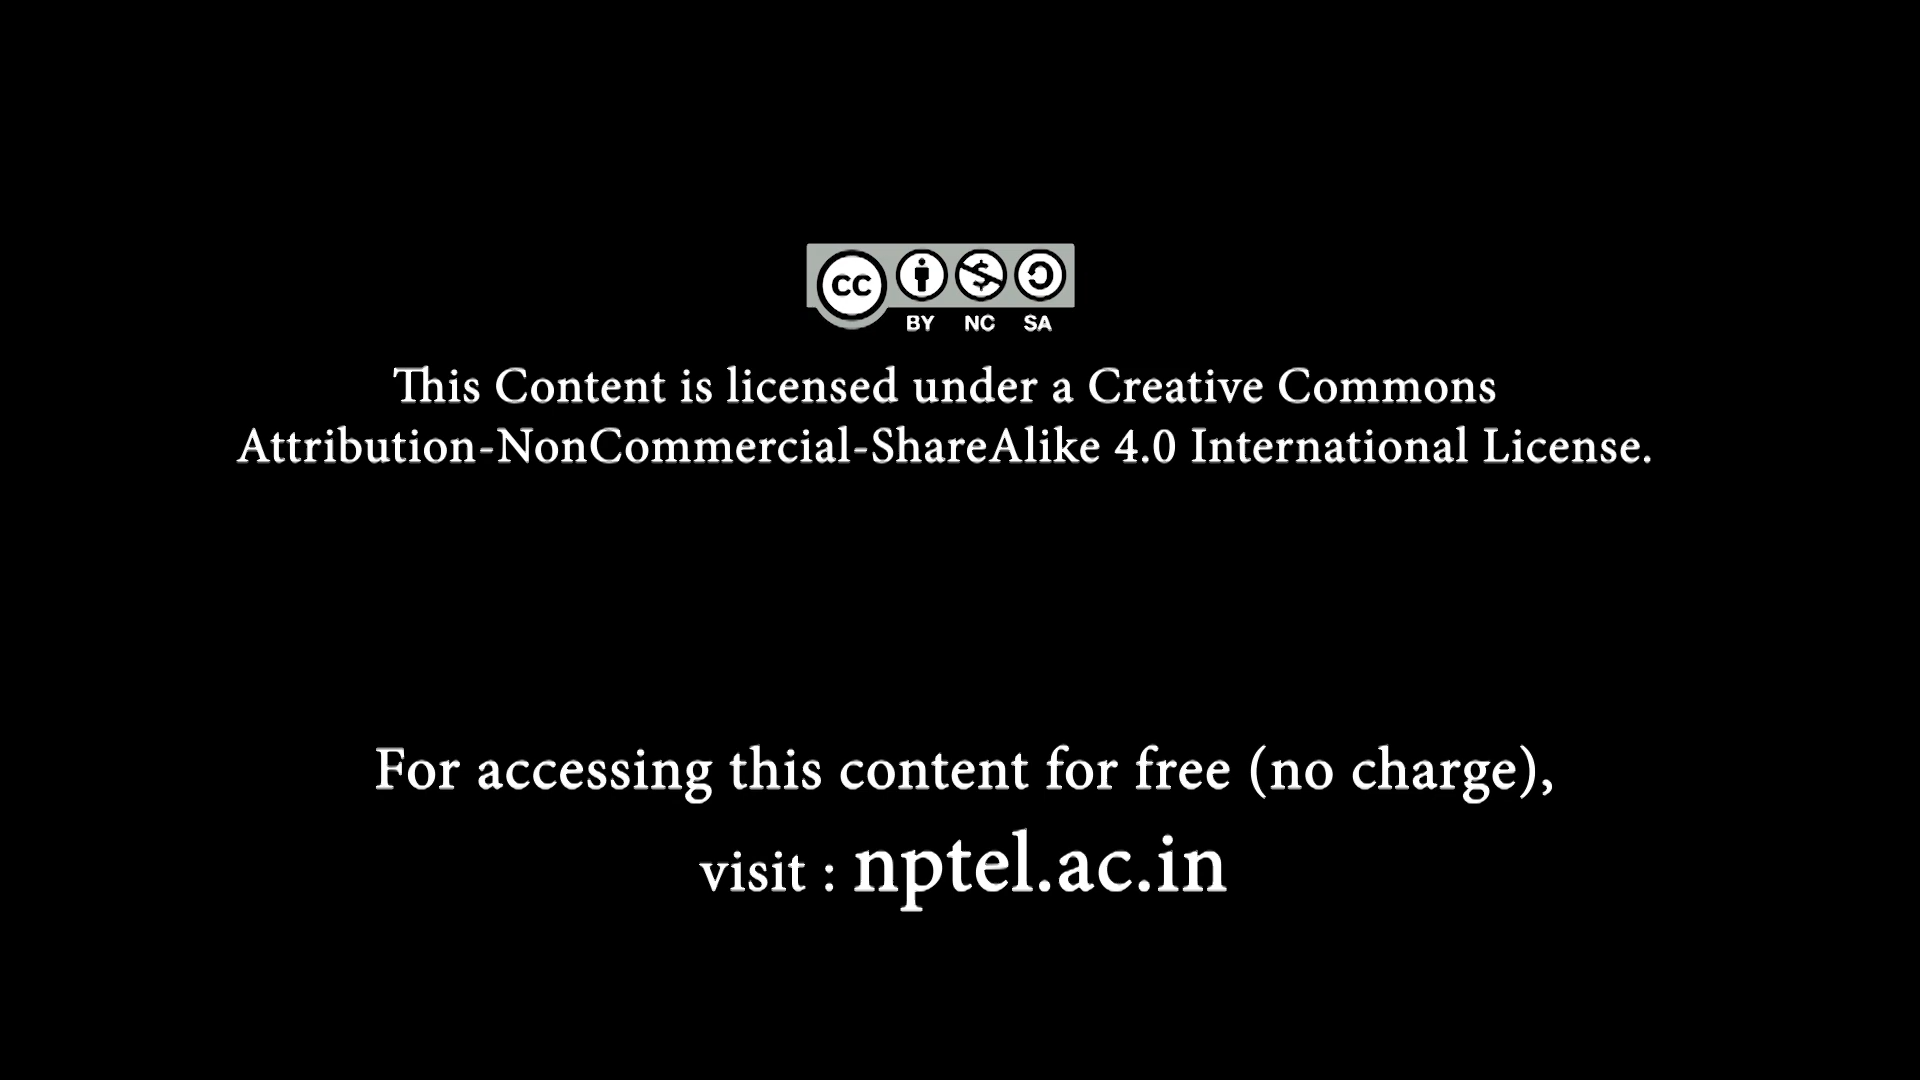 CC
BY NC SA
This Content is licensed under a Creative Commons
Attribution-NonCommercial-ShareAlike 4.0 International License.
For accessing this content for free (no charge),
visit : nptel.ac.in